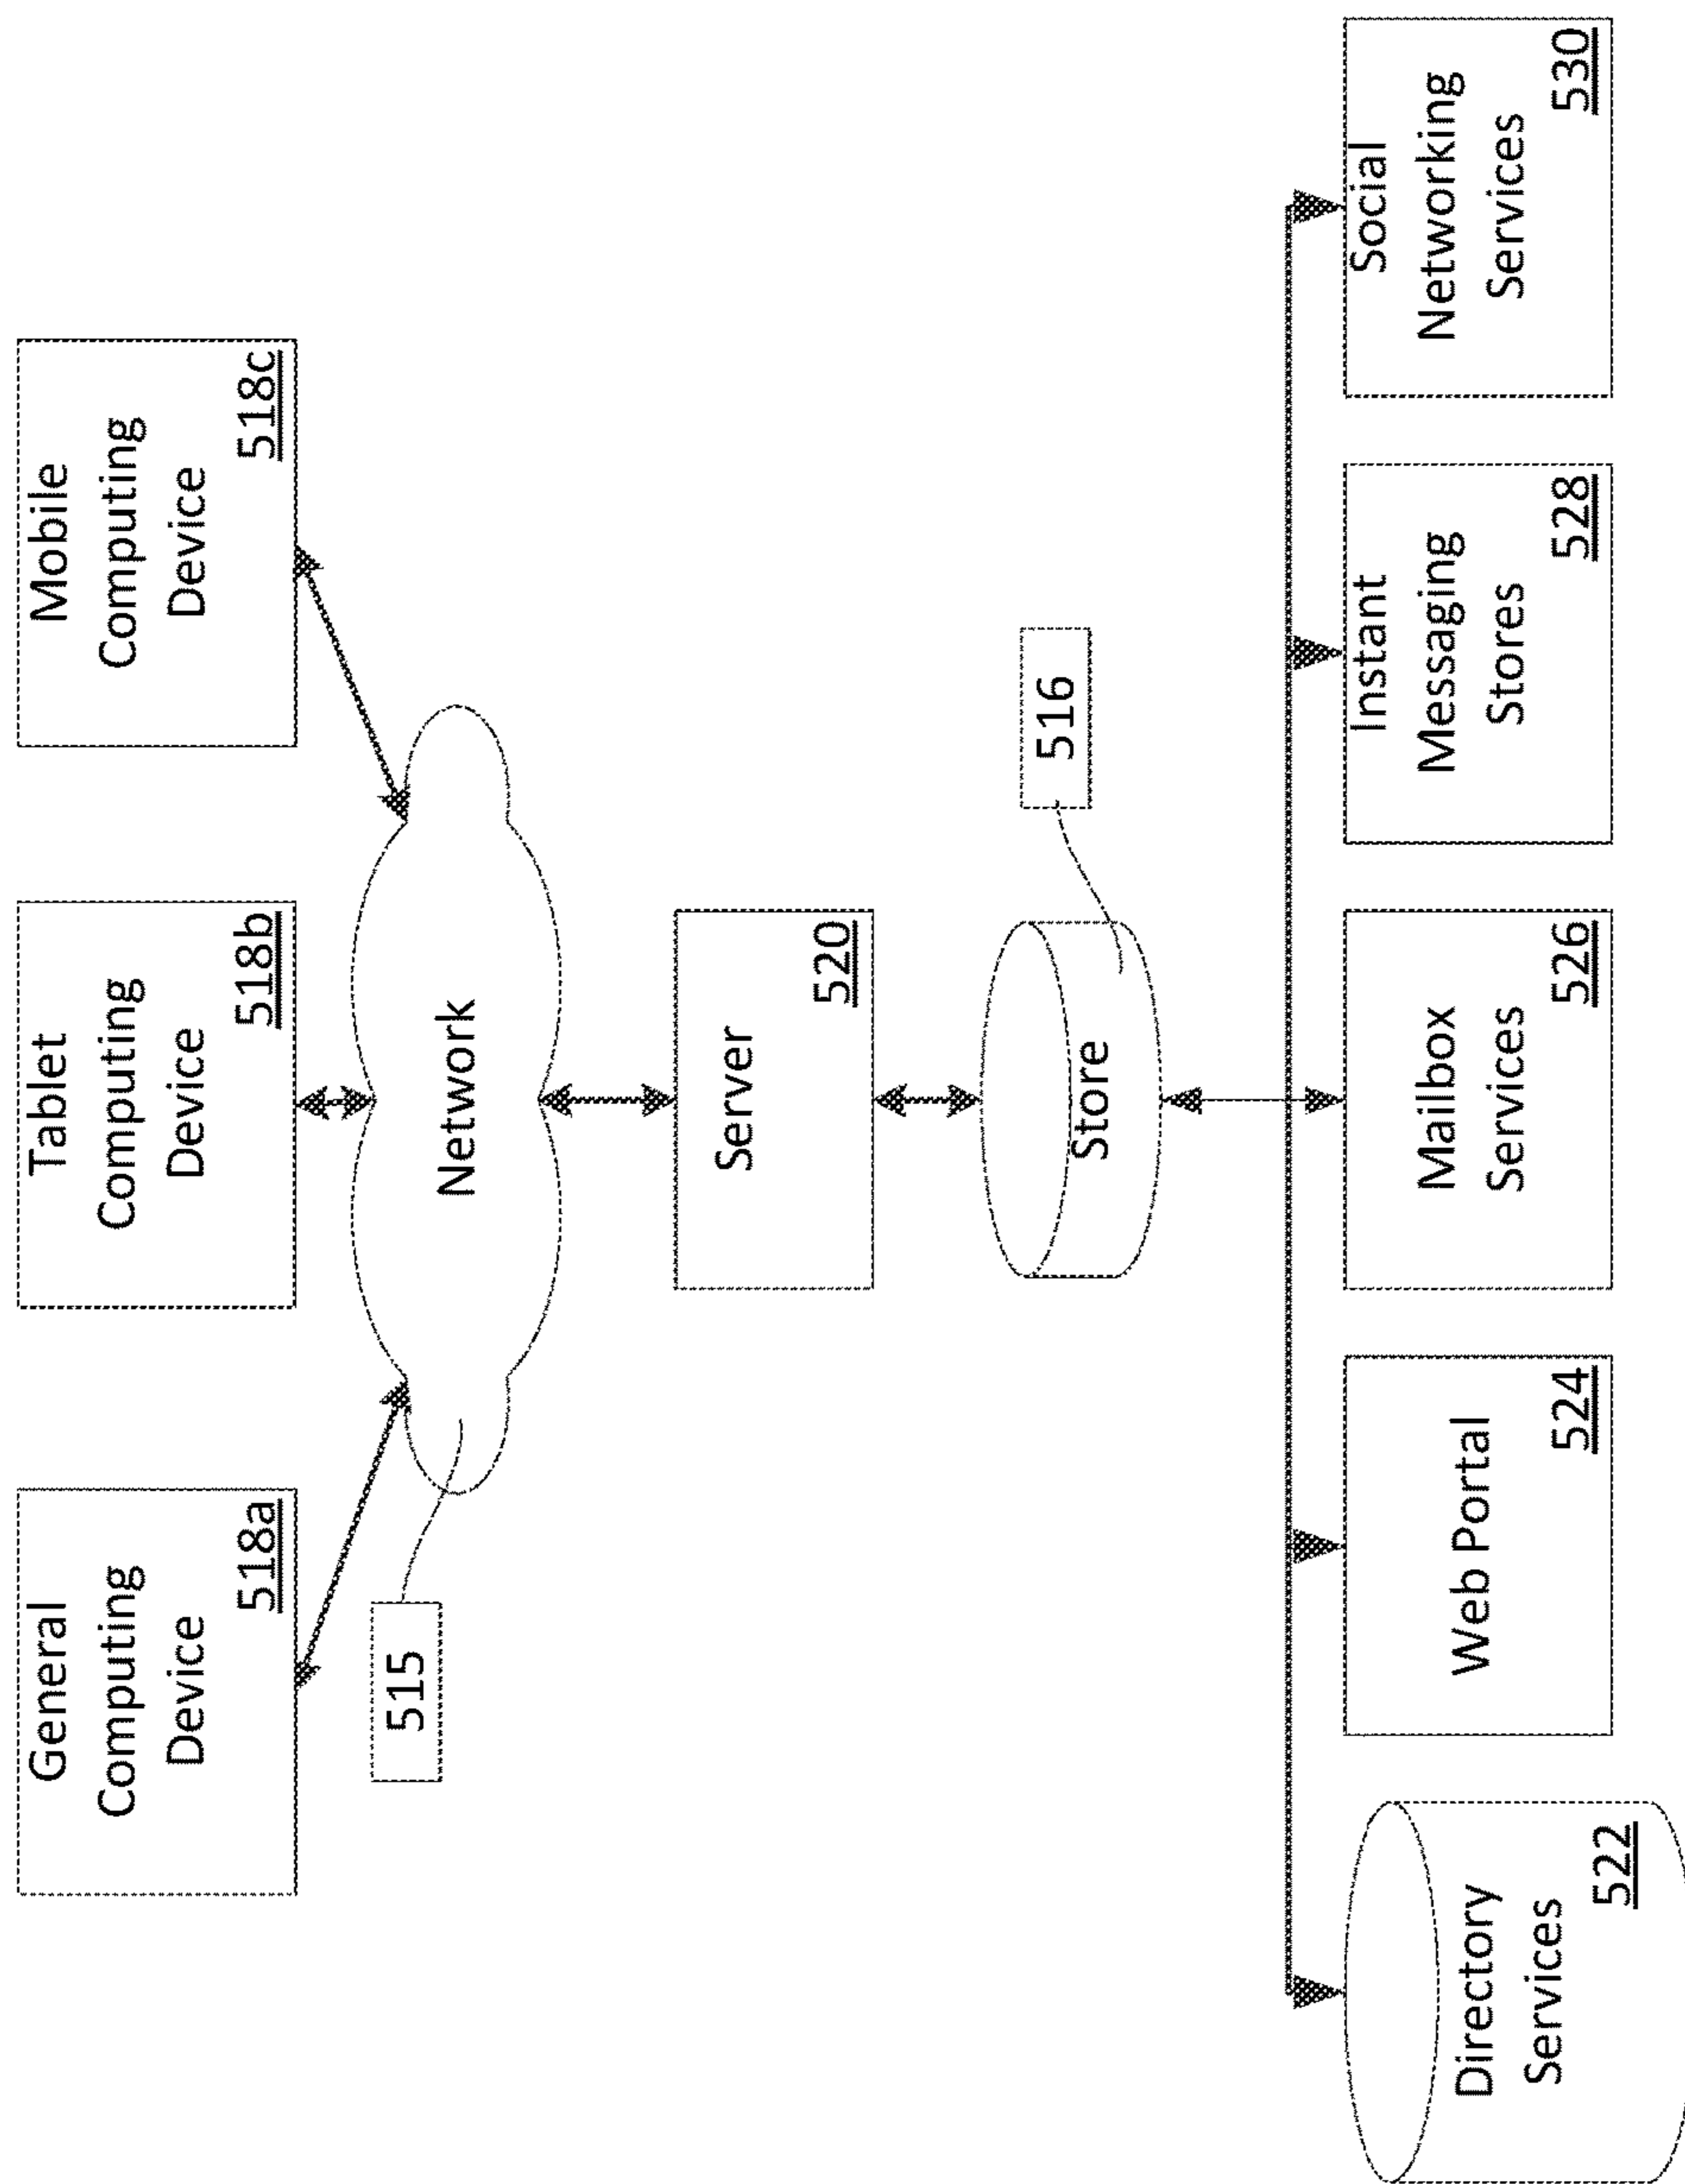 General
Computing
Device
518a
Tablet
Computing
Device
518b
Mobile
Computing
Device
518c
515
Network
Server
520
516
Store
Directory
Services
522
Web Portal
524
Mailbox
Services
526
Instant
Messaging
Stores
528
Social
Networking
Services
530